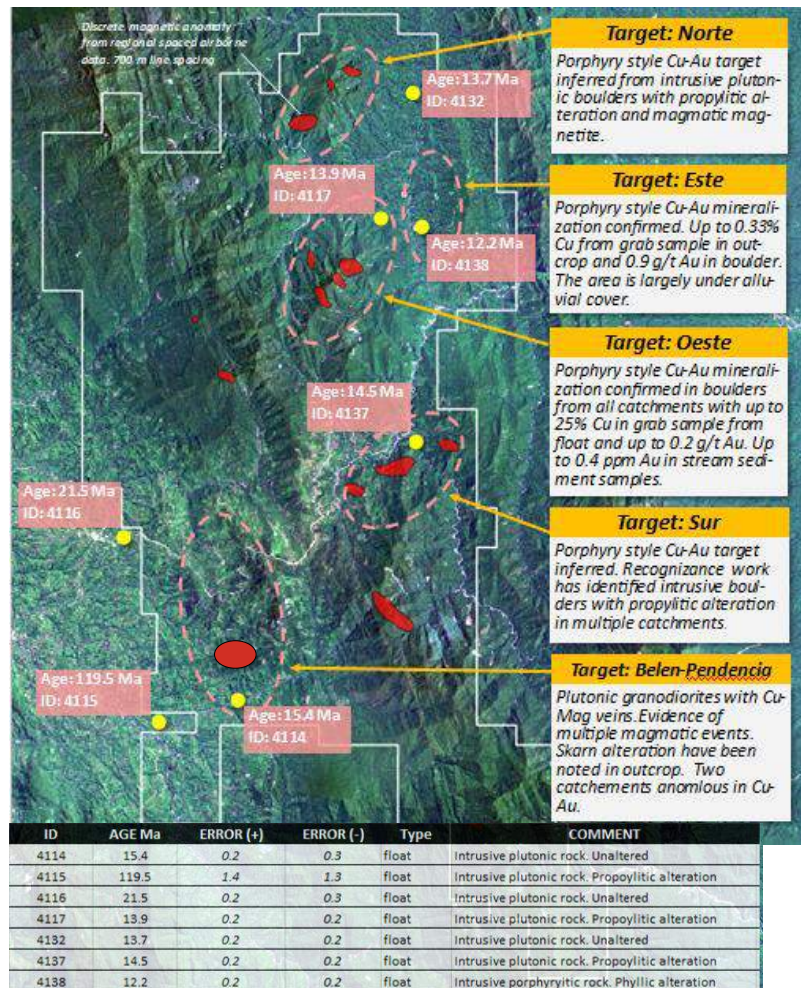 Discrete magnetic anomaly
from regional spaced airborne
data. 700 m line spacing
Age:13.7 Ma
ID: 4132
Age:13.9 Ma
ID: 4117
Age:12.2 Ma
ID: 4138
Age:14.5 Ma
ID: 4137
Age:21.5 Ma
ID: 4116
Age:119.5 Ma
ID: 4115
Age:15.4 Ma
ID: 4114
Target: Norte
Porphyry style Cu-Au target
inferred from intrusive pluton-
ic boulders with propylitic al-
teration and magmatic mag-
netite.
Target: Este
Porphyry style Cu-Au minerali-
zation confirmed. Up to 0.33%
Cu from grab sample in out-
crop and 0.9 g/t Au in boulder.
The area is largely under allu-
vial cover.
Target: Oeste
Porphyry style Cu-Au minerali-
zation confirmed in boulders
from all catchments with up to
25% Cu in grab sample from
float and up to 0.2 g/t Au. Up
to 0.4 ppm Au in stream sedi-
ment samples.
Target: Sur
Porphyry style Cu-Au target
inferred. Recognizance work
has identified intrusive boul-
ders with propylitic alteration
in multiple catchments.
Target: Belen-Pendencia
Plutonic granodiorites with Cu-
Mag veins.Evidence of
multiple magmatic events.
Skarn alteration have been
noted in outcrop. Two
catchements anomlous in Cu-
Au.
ID AGE Ma ERROR (+) ERROR (-) Type COMMENT
4114 15.4 0.2 0.3 float Intrusive plutonic rock. Unaltered
4115 119.5 1.4 1.3 float Intrusive plutonic rock. Propoylitic alteration
4116 21.5 0.2 0.3 float Intrusive plutonic rock. Unaltered
4117 13.9 0.2 0.2 float Intrusive plutonic rock. Propoylitic alteration
4132 13.7 0.2 0.2 float Intrusive plutonic rock. Unaltered
4137 14.5 0.2 0.2 float Intrusive plutonic rock. Propoylitic alteration
4138 12.2 0.2 0.2 float Intrusive porphyryitic rock. Phyllic alteration